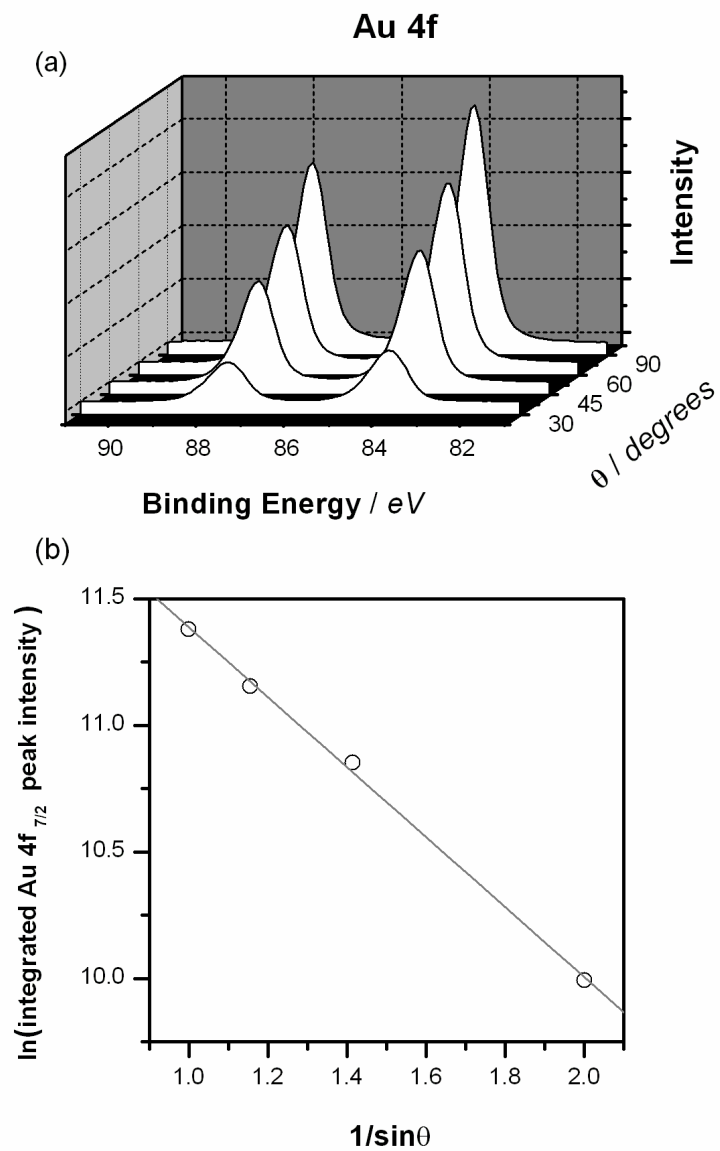 Au 4f
(a)
Intensity
90
60
45
30
θ / degrees
90 88 86 84 82
Binding Energy / eV
(b)
ln(integrated Au 4f 7/2 peak intensity )
11.5
11.0
10.5
10.0
1.0 1.2 1.4 1.6 1.8 2.0
1/sinθ